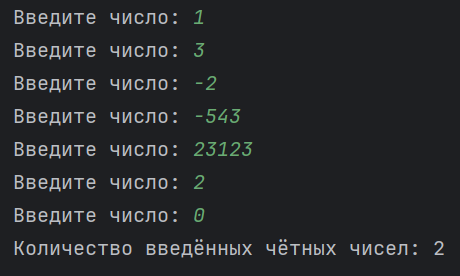 Введите число: 1
Введите число: 3
Введите число: -2
Введите число: -543
Введите число: 23123
Введите число: 2
Введите число: 0
Количество введённых чётных чисел: 2